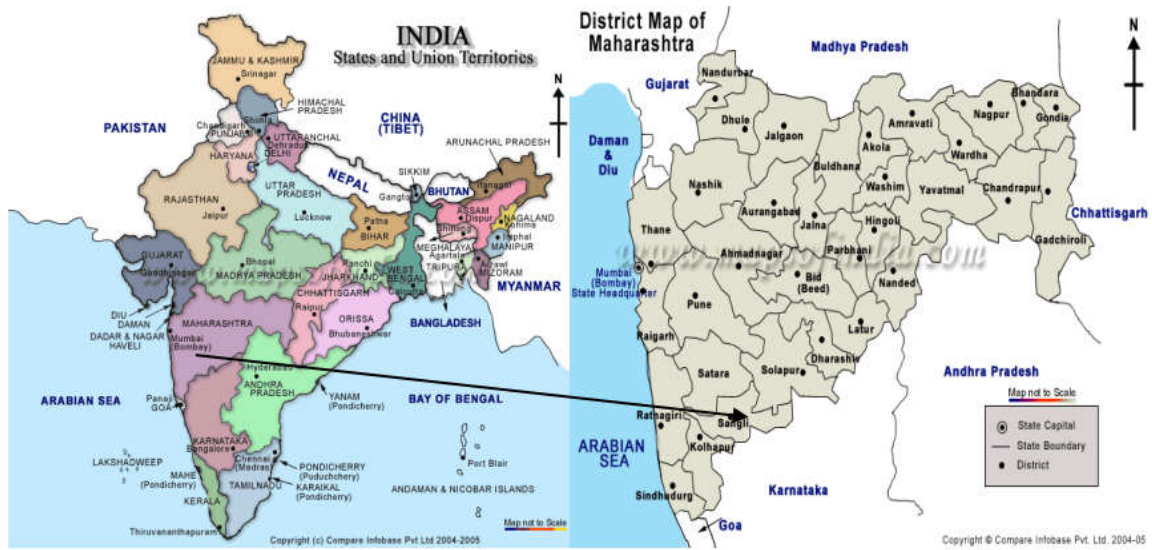 INDIA
States and Union Territories
N
JAMMU & KASHMIR
Srinagar
HIMACHAL
PRADESH
Shimla
PAKISTAN
Chandigarh
(PUNJAB)
UTTARANCHAL
Dehradun
HARYANA
DELHI
CHINA
(TIBET)
ARUNACHAL PRADESH
Itanagar
NEPAL
SIKKIM
Gangtok
BHUTAN
RAJASTHAN
Jaipur
UTTAR
PRADESH
Lucknow
Patna
BIHAR
ASSAM
Dispur
Shillong
NAGALAND
Kohima
Imphal
MANIPUR
MEGHALAYA
Agartala
TRIPURA
Aizawl
MIZORAM
GUJARAT
Gandhinagar
Bhopal
MADHYA PRADESH
Ranchi
JHARKHAND
WEST
BENGAL
Calcutta
MYANMAR
CHHATTISGARH
Raipur
ORISSA
Bhubaneshwar
BANGLADESH
DIU
DAMAN
DADAR & NAGAR
HAVELI
MAHARASHTRA
Mumbai
(Bombay)
Hyderabad
ANDHRA
PRADESH
YANAM
(Pondicherry)
ARABIAN SEA
BAY OF BENGAL
Panaji
GOA
KARNATAKA
Bangalore
Chennai
(Madras)
PONDICHERRY
(Puduchchery)
KARAIKAL
(Pondicherry)
LAKSHADWEEP
MAHE
(Pondicherry)
TAMILNADU
KERALA
Thiruvananthapuram
Port Blair
ANDAMAN & NICOBAR ISLANDS
Map not to Scale
Copyright (c) Compare Infobase Pvt Ltd 2004-2005
District Map of
Maharashtra
N
Madhya Pradesh
Gujarat
Nandurbar
Dhule
Jalgaon
Amravati
Nagpur
Bhandara
Gondia
Daman
&
Diu
Akola
Buldhana
Wardha
Nashik
Washim
Yavatmal
Chandrapur
Aurangabad
Jalna
Hingoli
Chhattisgarh
Thane
Parbhani
Gadchiroli
Ahmadnagar
Mumbai
(Bombay)
State Headquarter
Bid
(Beed)
Nanded
Pune
Latur
Raigarh
Dharashiv
Satara
Solapur
Andhra Pradesh
Ratnagiri
Sangli
ARABIAN
SEA
Kolhapur
Sindhudurg
Karnataka
Goa
Map not to Scale
State Capital
State Boundary
District
Copyright © Compare Infobase Pvt. Ltd. 2004-05